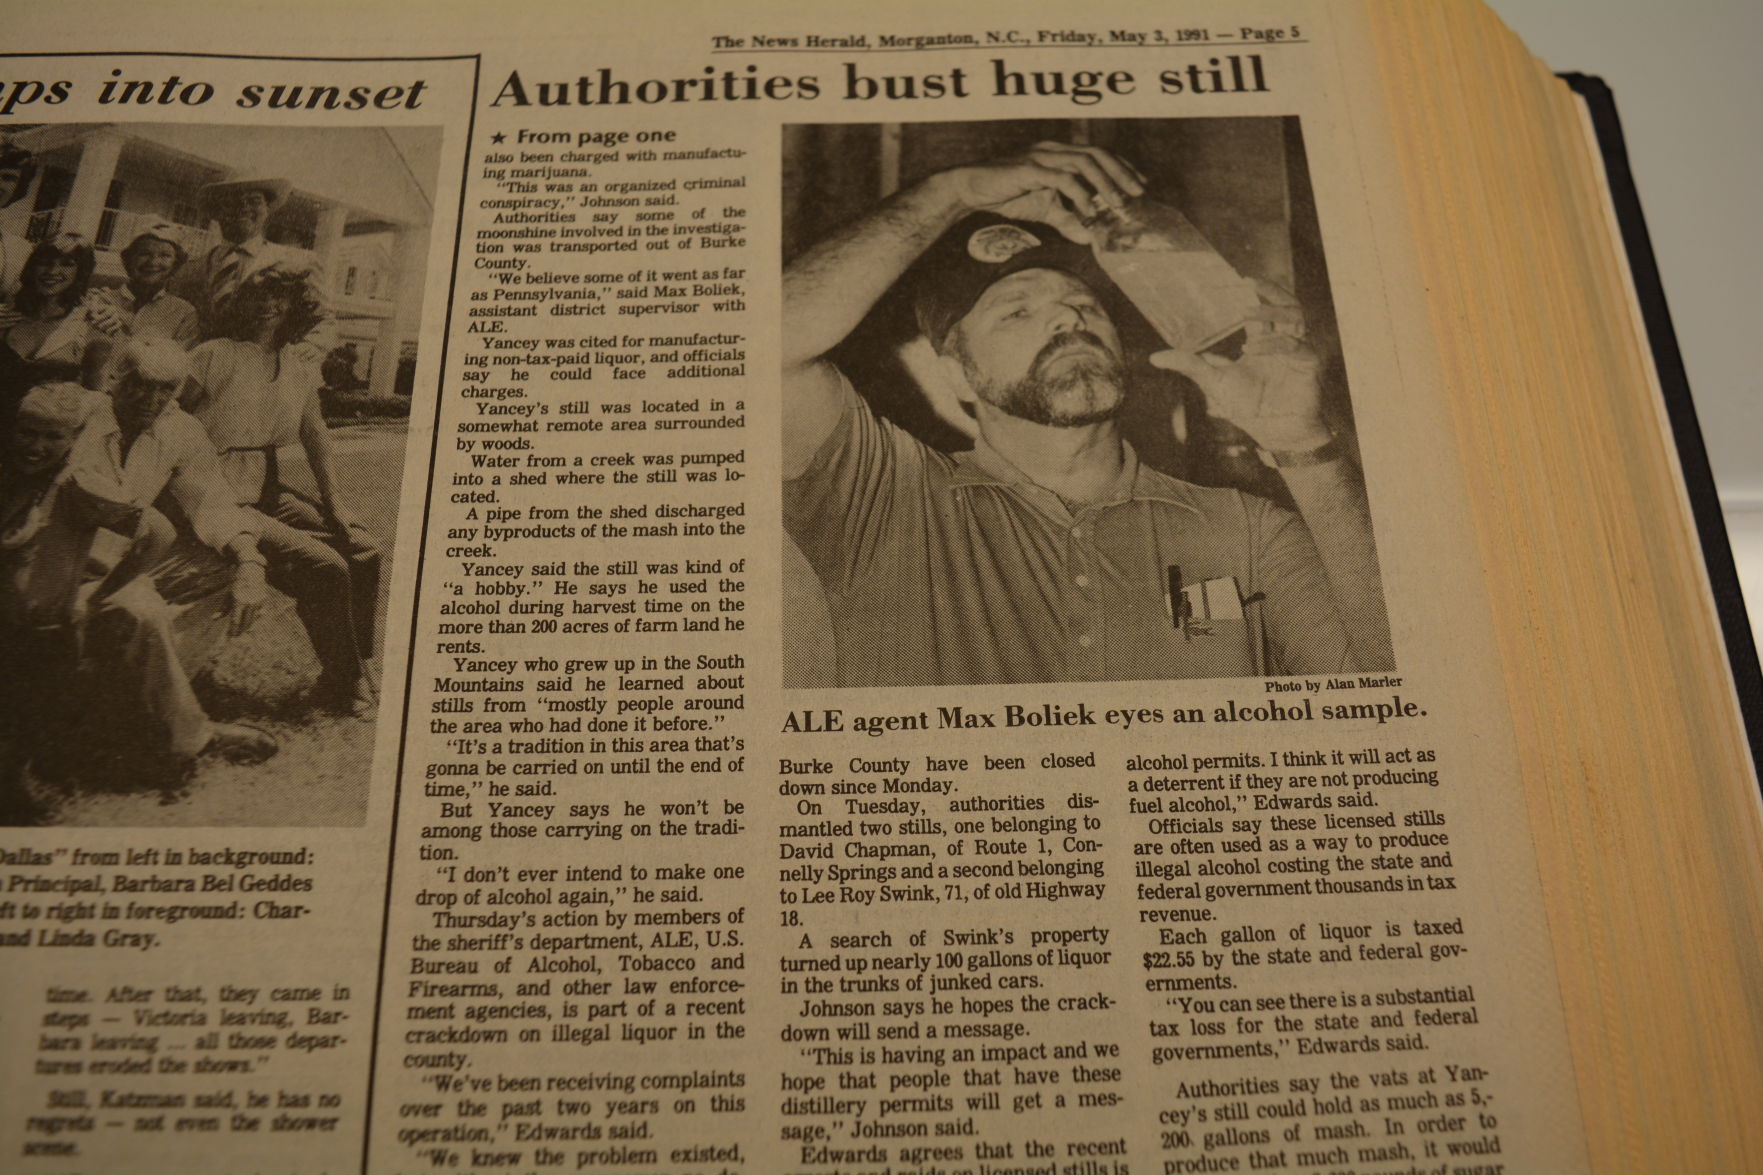 The News Herald, Morganton, N.C., Friday, May 3, 1991 — Page 5
ps into sunset
Dallas" from left in background:
Principal, Barbara Bel Geddes
ft to right in foreground: Char-
and Linda Gray.
time. After that, they came in
steps — Victoria leaving, Bar-
bara leaving ... all those depar-
tures eroded the shows."
Still, Katzman said, he has no
regrets — not even the shower
scene.
Authorities bust huge still
★ From page one
also been charged with manufactu-
ing marijuana.
"This was an organized criminal
conspiracy," Johnson said.
Authorities say some of the
moonshine involved in the investiga-
tion was transported out of Burke
County.
"We believe some of it went as far
as Pennsylvania," said Max Boliek,
assistant district supervisor with
ALE.
Yancey was cited for manufactur-
ing non-tax-paid liquor, and officials
say he could face additional
charges.
Yancey's still was located in a
somewhat remote area surrounded
by woods.
Water from a creek was pumped
into a shed where the still was lo-
cated.
A pipe from the shed discharged
any byproducts of the mash into the
creek.
Yancey said the still was kind of
"a hobby." He says he used the
alcohol during harvest time on the
more than 200 acres of farm land he
rents.
Yancey who grew up in the South
Mountains said he learned about
stills from "mostly people around
the area who had done it before."
"It's a tradition in this area that's
gonna be carried on until the end of
time," he said.
But Yancey says he won't be
among those carrying on the tradi-
tion.
"I don't ever intend to make one
drop of alcohol again," he said.
Thursday's action by members of
the sheriff's department, ALE, U.S.
Bureau of Alcohol, Tobacco and
Firearms, and other law enforce-
ment agencies, is part of a recent
crackdown on illegal liquor in the
county.
"We've been receiving complaints
over the past two years on this
operation," Edwards said.
"We knew the problem existed,
Photo by Alan Marler
ALE agent Max Boliek eyes an alcohol sample.
Burke County have been closed
down since Monday.
On Tuesday, authorities dis-
mantled two stills, one belonging to
David Chapman, of Route 1, Con-
nelly Springs and a second belonging
to Lee Roy Swink, 71, of old Highway
18.
A search of Swink's property
turned up nearly 100 gallons of liquor
in the trunks of junked cars.
Johnson says he hopes the crack-
down will send a message.
"This is having an impact and we
hope that people that have these
distillery permits will get a mes-
sage," Johnson said.
Edwards agrees that the recent
on licensed stills is
alcohol permits. I think it will act as
a deterrent if they are not producing
fuel alcohol," Edwards said.
Officials say these licensed stills
are often used as a way to produce
illegal alcohol costing the state and
federal government thousands in tax
revenue.
Each gallon of liquor is taxed
$22.55 by the state and federal gov-
ernments.
"You can see there is a substantial
tax loss for the state and federal
governments," Edwards said.
Authorities say the vats at Yan-
cey's still could hold as much as 5,-
200 gallons of mash. In order to
produce that much mash, it would
of sugar